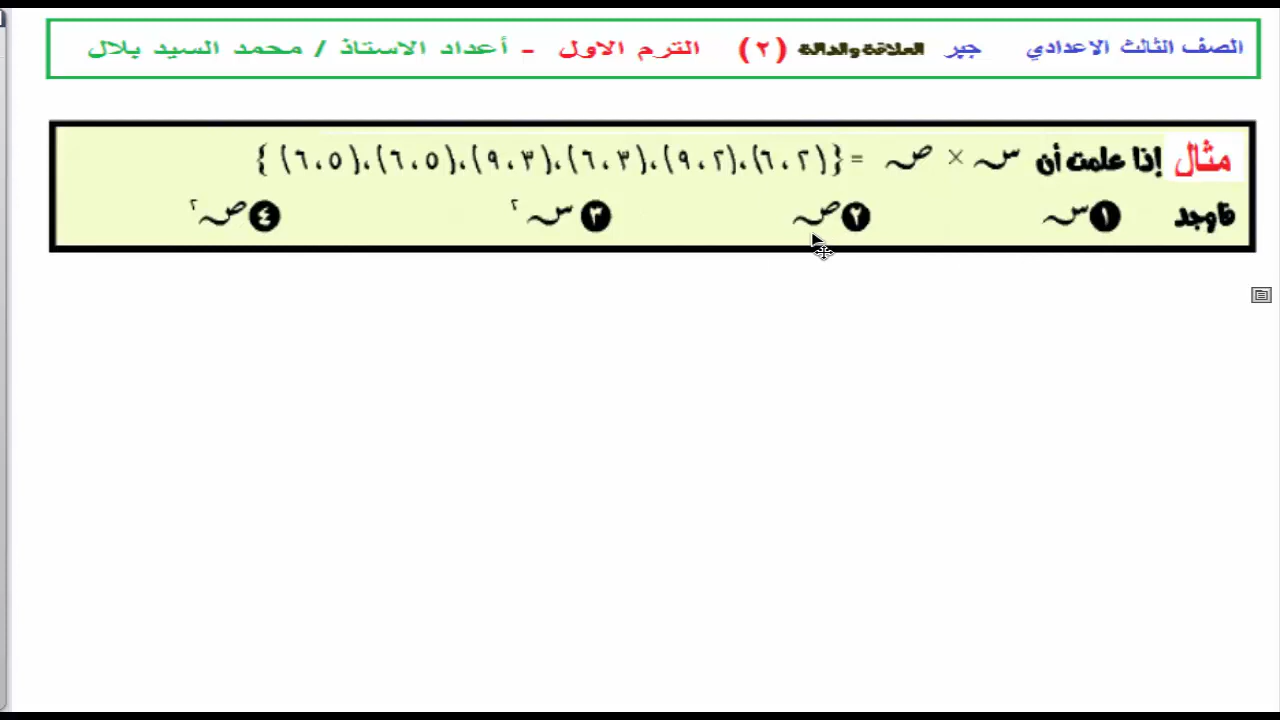 الصف الثالث الاعدادي جبر العلاقة والدالة (٢) الترم الاول - أعداد الاستاذ / محمد السيد بلال
مثال إذا علمت أن س × ص = {(٦،٢)،(٩،٢)،(٦،٣)،(٩،٣)،(٦،٥)،(٦،٥) }
فأوجد ١ س ٢ ص ٣ س٢ ٤ ص٢